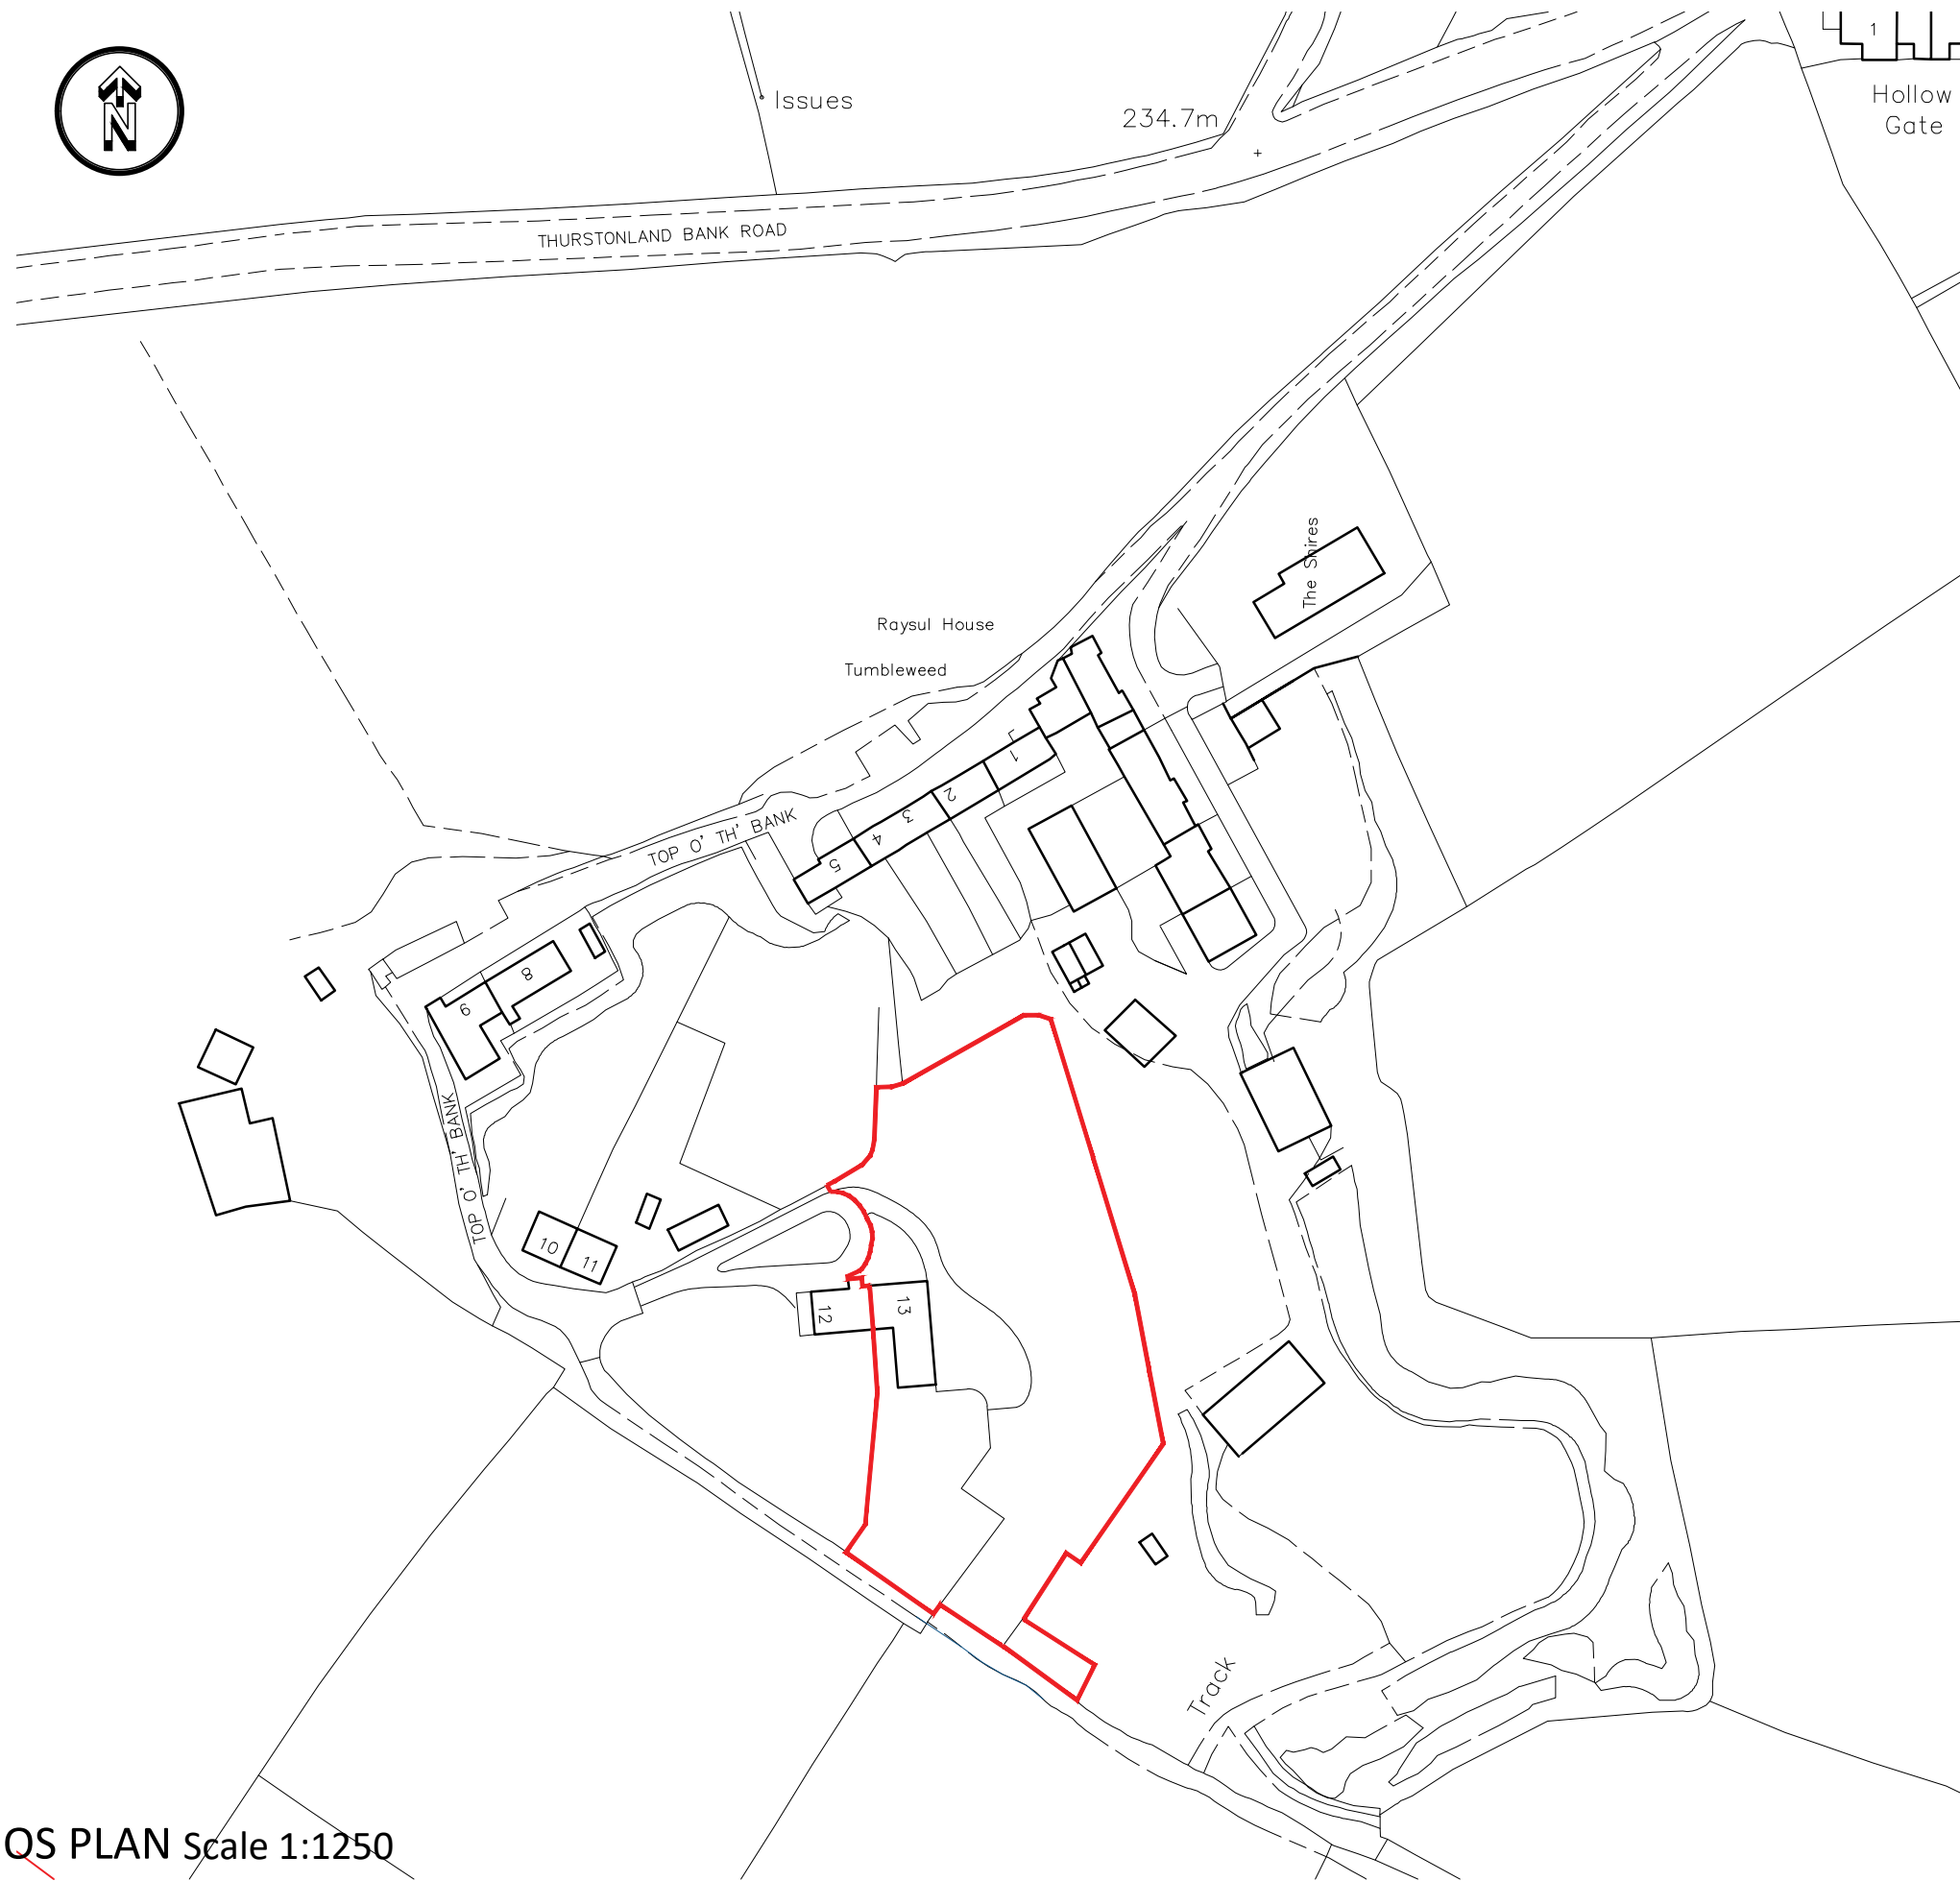 N
1
Issues
234.7m
Hollow
Gate
THURSTONLAND BANK ROAD
The Shires
Raysul House
Tumbleweed
1
2
3
4
5
TOP O' TH' BANK
8
9
TOP O' TH' BANK
10
11
12
13
Track
OS PLAN Scale 1:1250